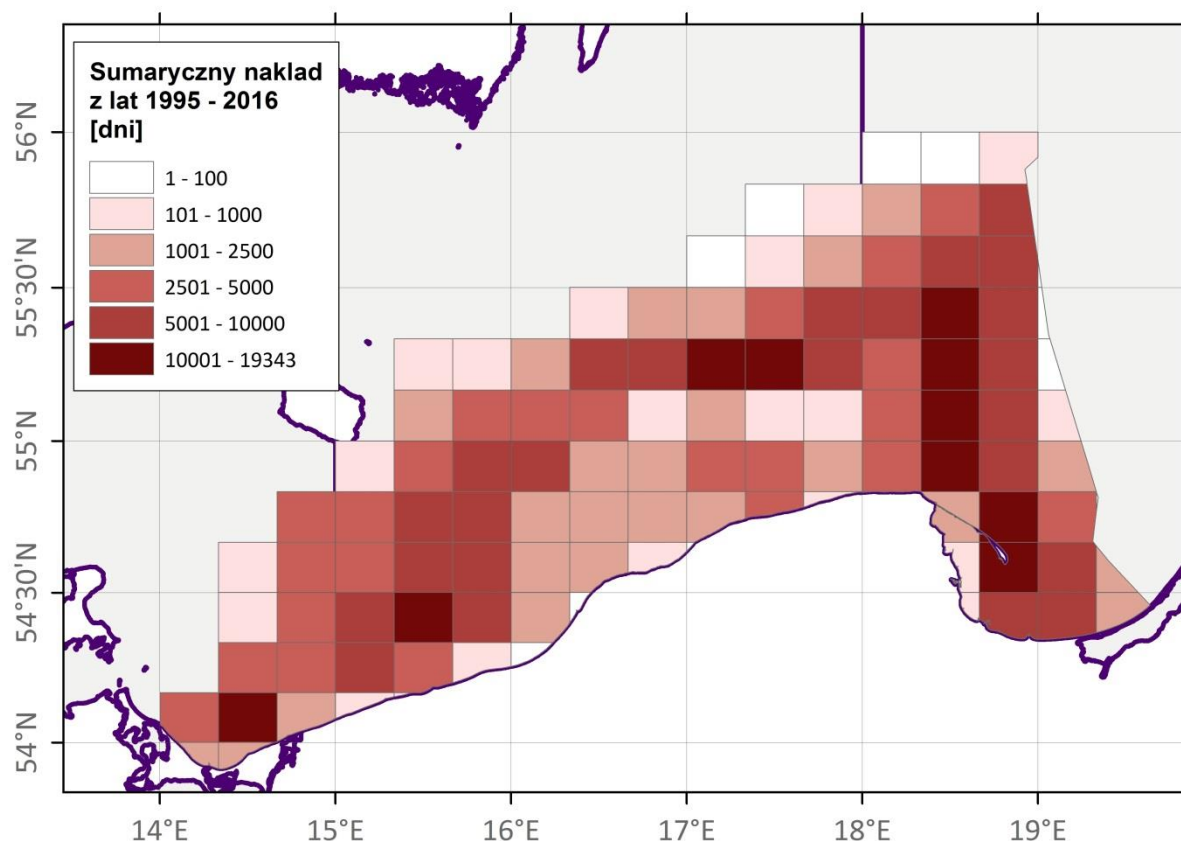 Sumaryczny naklad
z lat 1995 - 2016
[dni]
1 - 100
101 - 1000
1001 - 2500
2501 - 5000
5001 - 10000
10001 - 19343
56°N
55°30'N
55°N
54°30'N
54°N
14°E
15°E
16°E
17°E
18°E
19°E